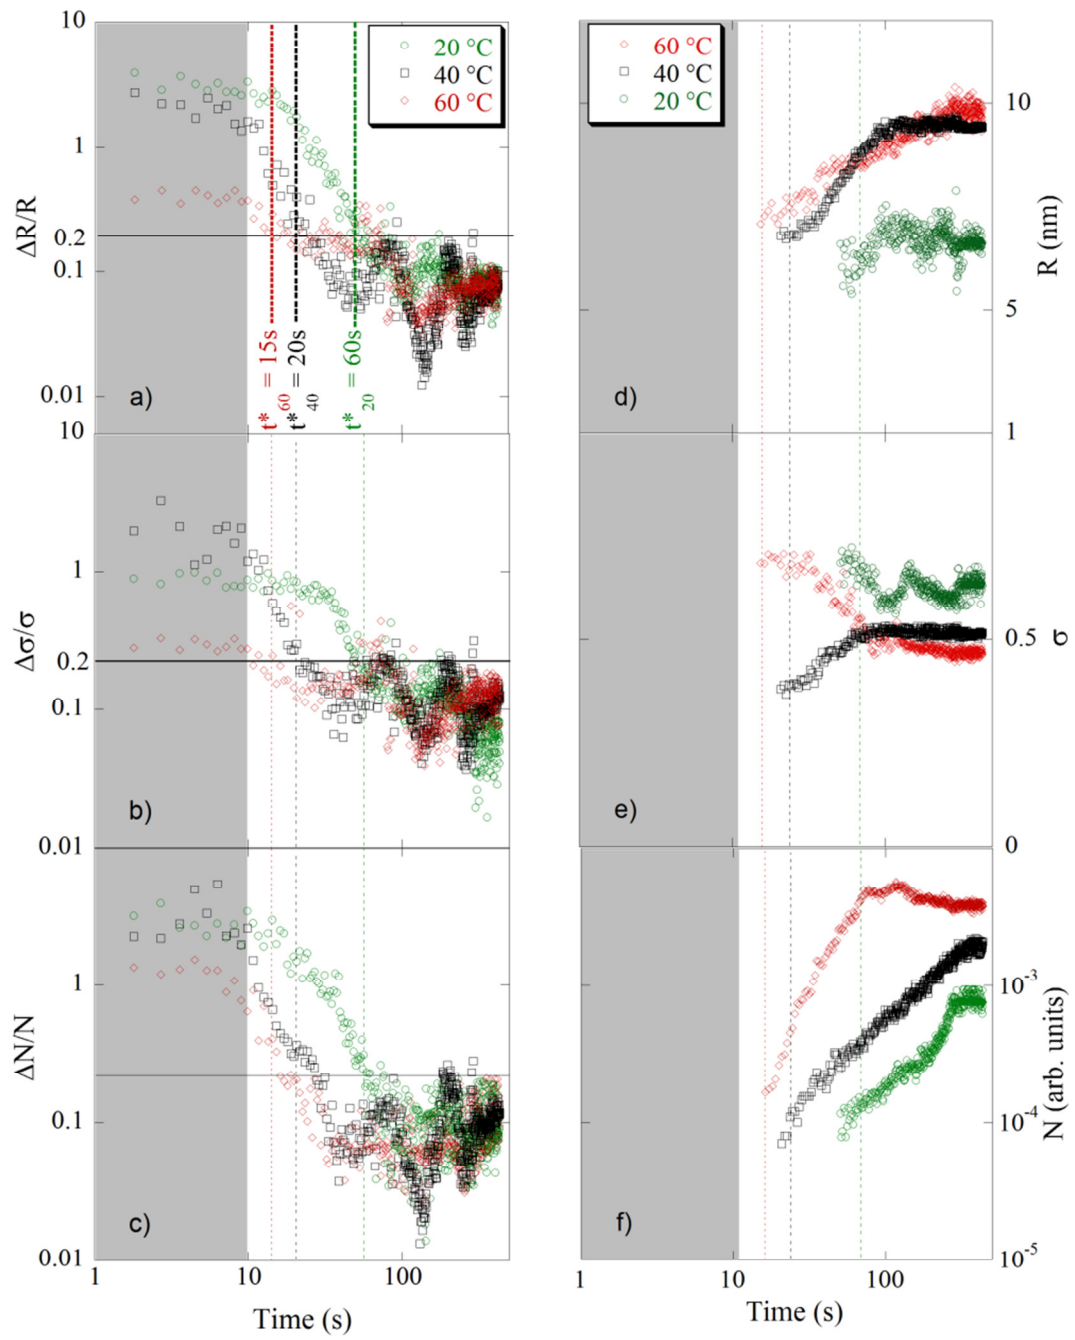 10
1
0.2
0.1
0.01
ΔR/R
20 °C
40 °C
60 °C
t*60 = 15s
t*40 = 20s
t*20 = 60s
a)
10
1
0.2
0.1
0.01
Δσ/σ
b)
1
0.1
0.01
ΔN/N
c)
1
10
100
Time (s)
60 °C
40 °C
20 °C
10
5
1
R (nm)
d)
0.5
0
σ
e)
10-3
10-4
10-5
N (arb. units)
f)
1
10
100
Time (s)